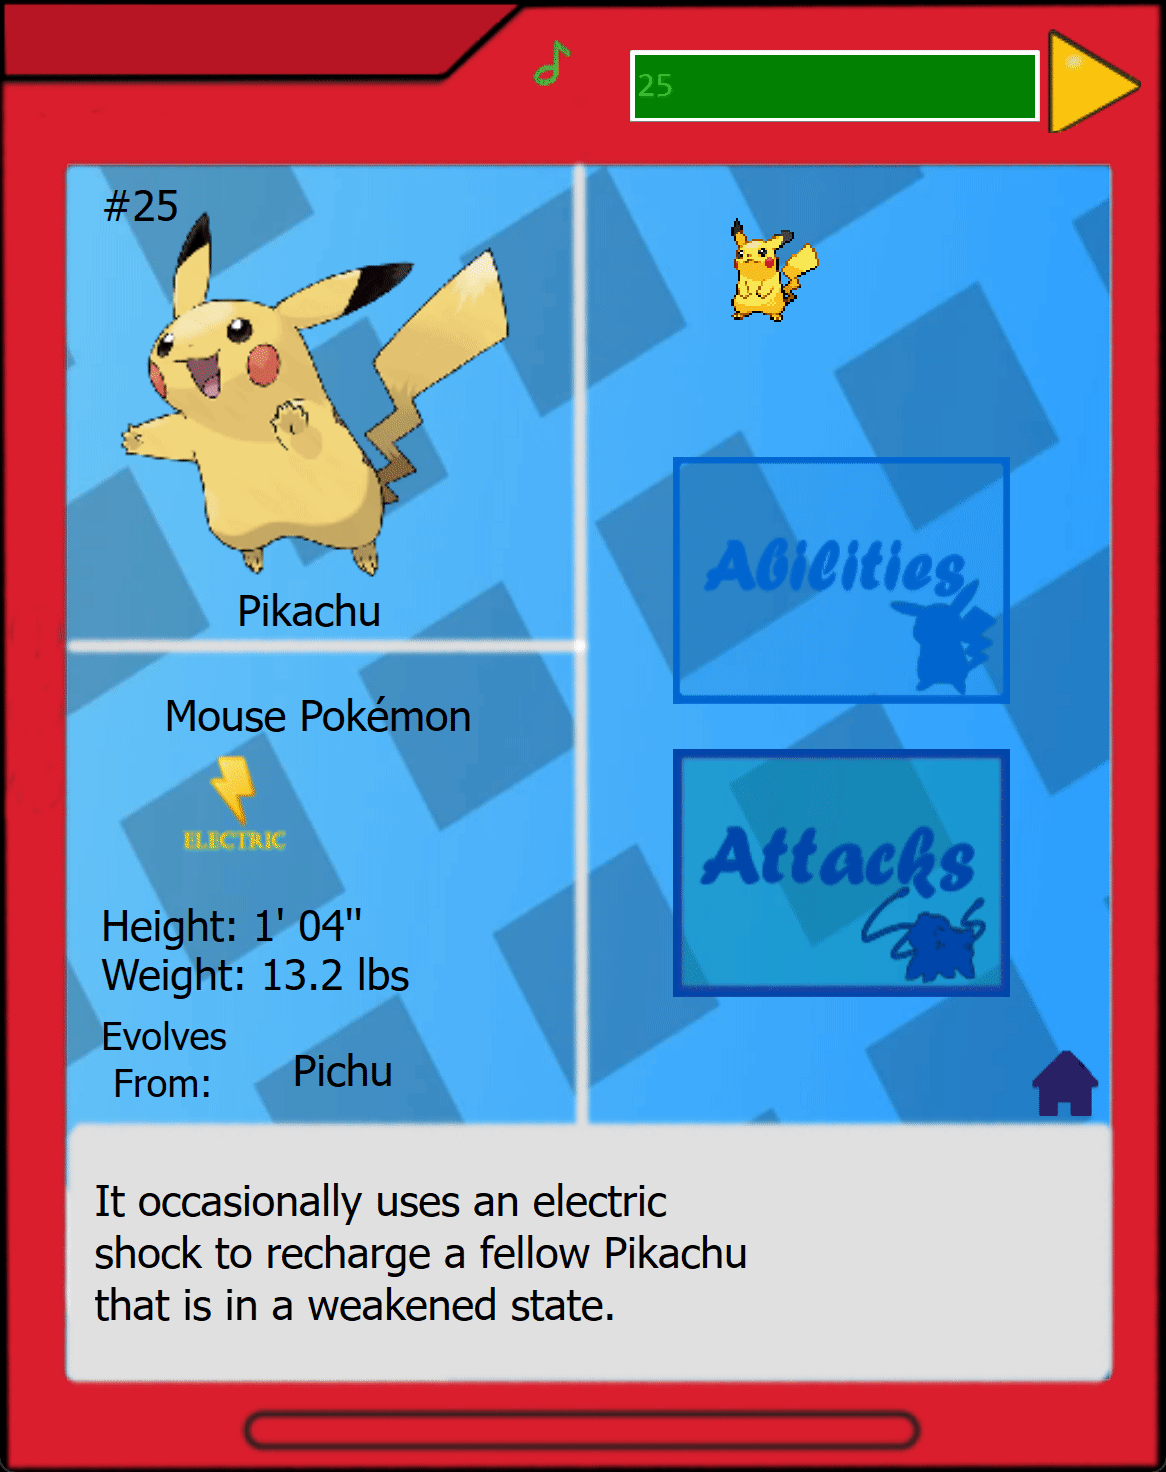 25
#25
Pikachu
Mouse Pokémon
ELECTRIC
Height: 1' 04"
Weight: 13.2 lbs
Evolves
From:
Pichu
Abilities
Attacks
It occasionally uses an electric
shock to recharge a fellow Pikachu
that is in a weakened state.